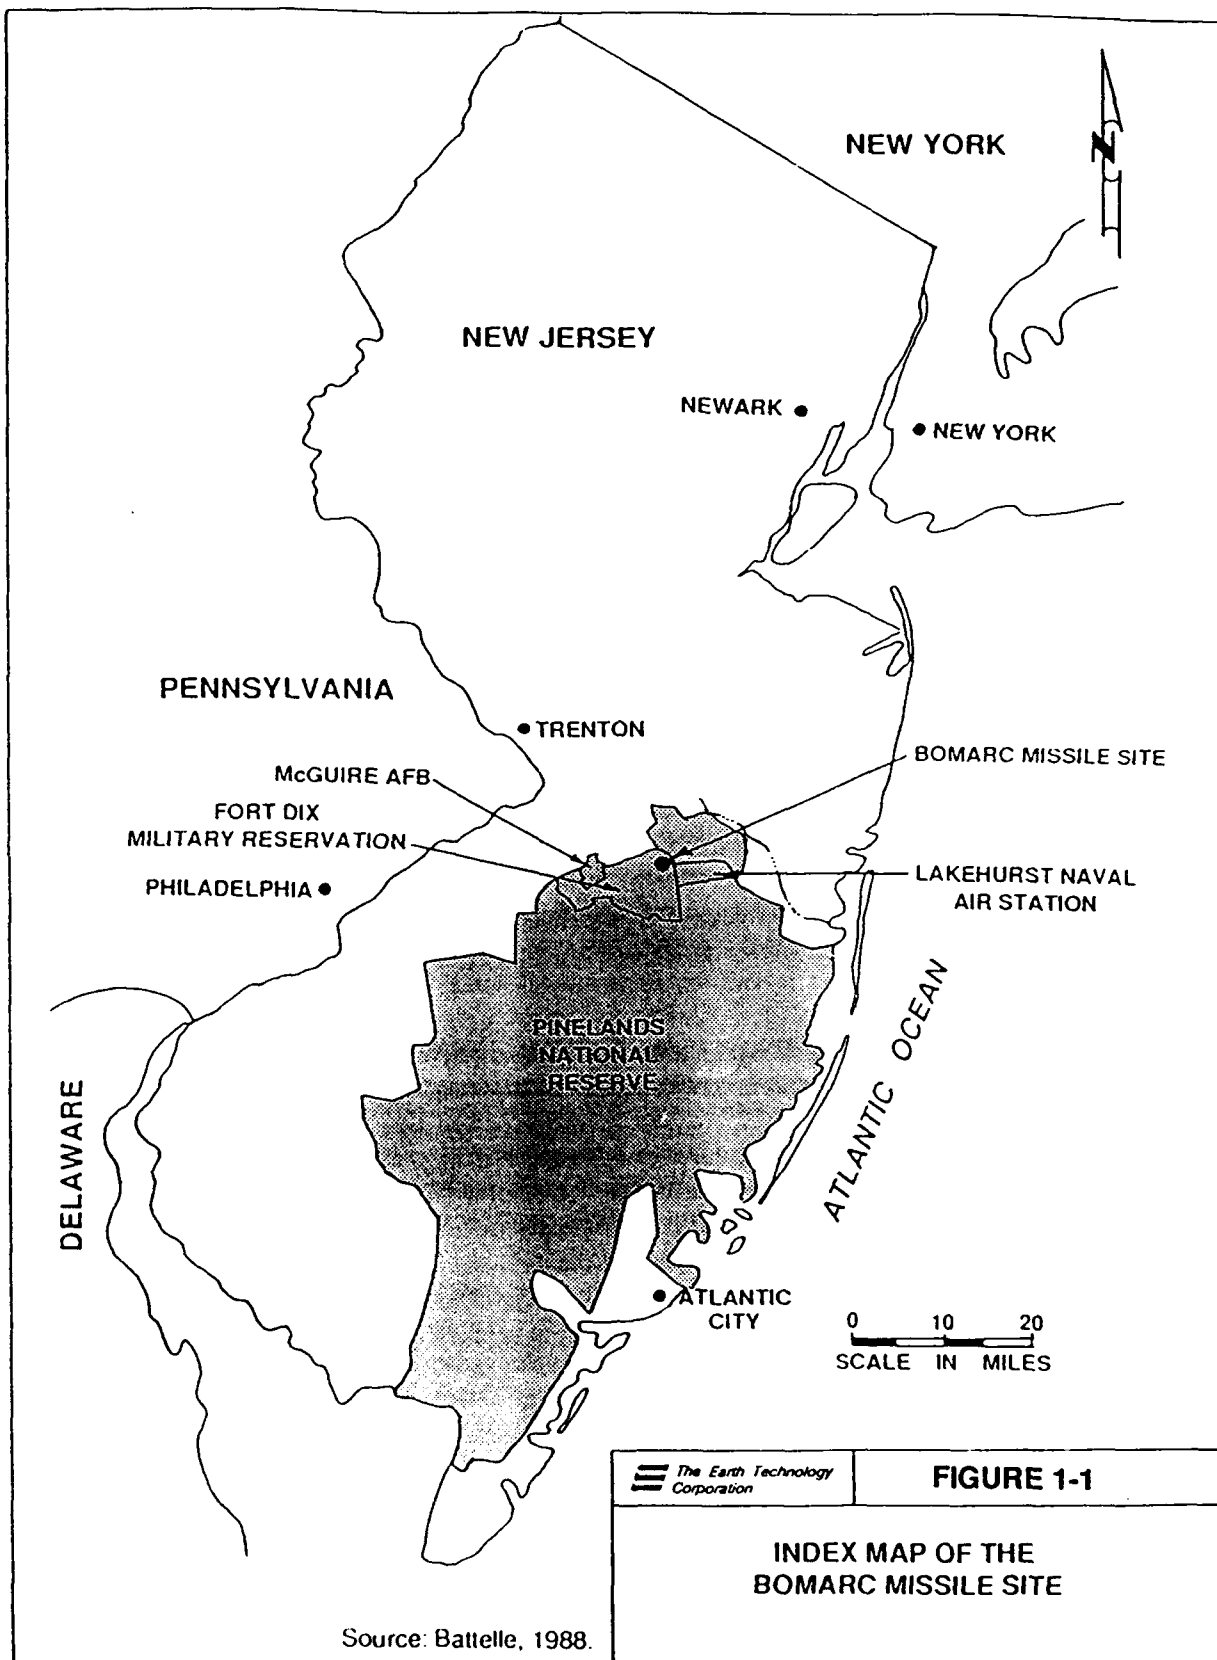 NEW YORK
N
NEW JERSEY
NEWARK
NEW YORK
PENNSYLVANIA
TRENTON
BOMARC MISSILE SITE
McGUIRE AFB
FORT DIX
MILITARY RESERVATION
PHILADELPHIA
LAKEHURST NAVAL
AIR STATION
PINELANDS
NATIONAL
RESERVE
ATLANTIC OCEAN
DELAWARE
ATLANTIC
CITY
0 10 20
SCALE IN MILES
The Earth Technology
Corporation
FIGURE 1-1
INDEX MAP OF THE
BOMARC MISSILE SITE
Source: Battelle, 1988.